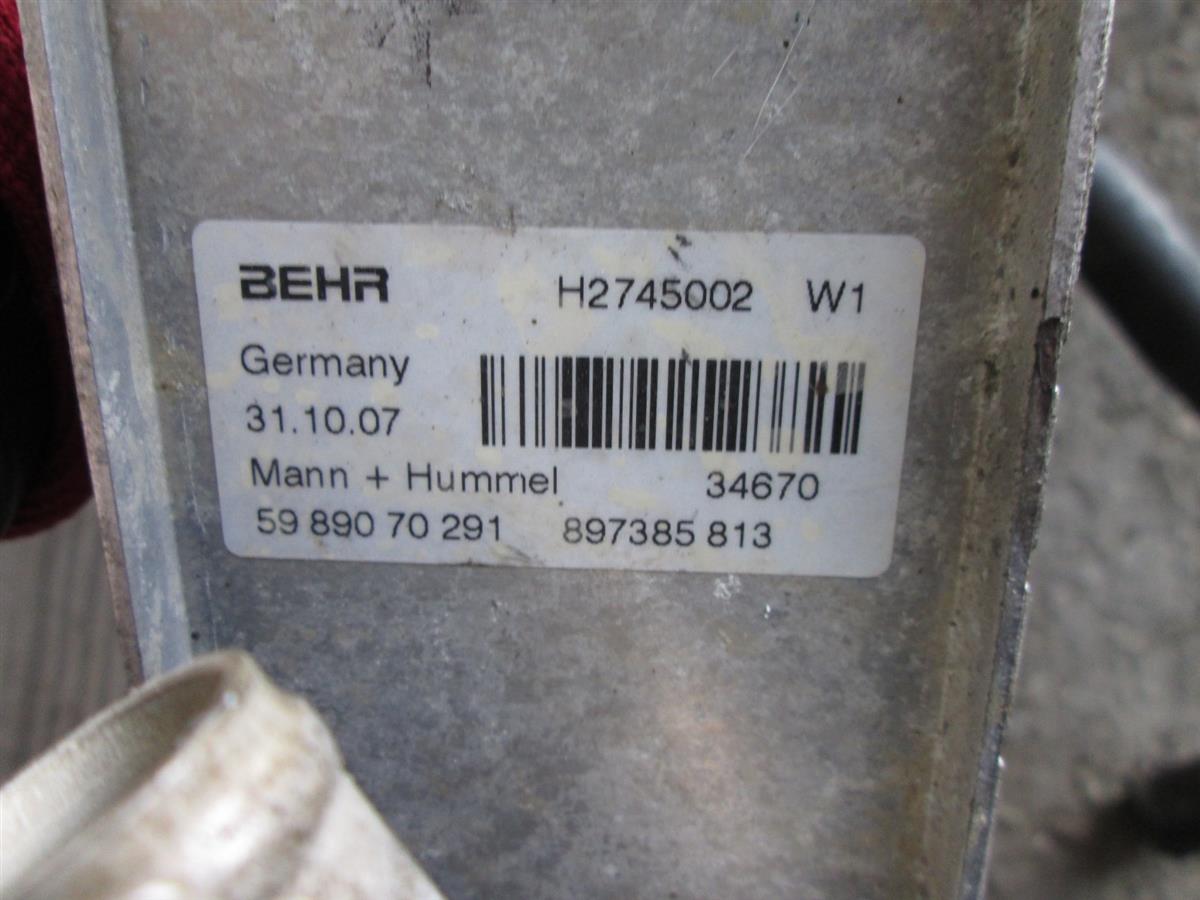 BEHR H2745002 W1
Germany
31.10.07
Mann + Hummel 34670
59 890 70 291 897385 813